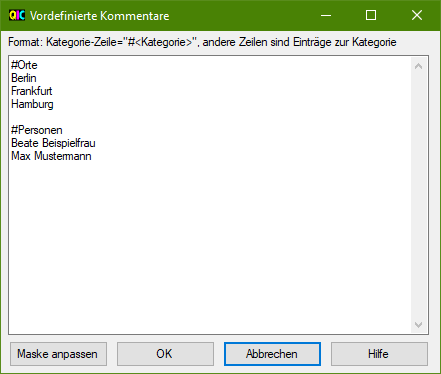 QIC Vordefinierte Kommentare
Format: Kategorie-Zeile="#<Kategorie>", andere Zeilen sind Einträge zur Kategorie
#Orte
Berlin
Frankfurt
Hamburg
#Personen
Beate Beispielfrau
Max Mustermann
Maske anpassen OK Abbrechen Hilfe